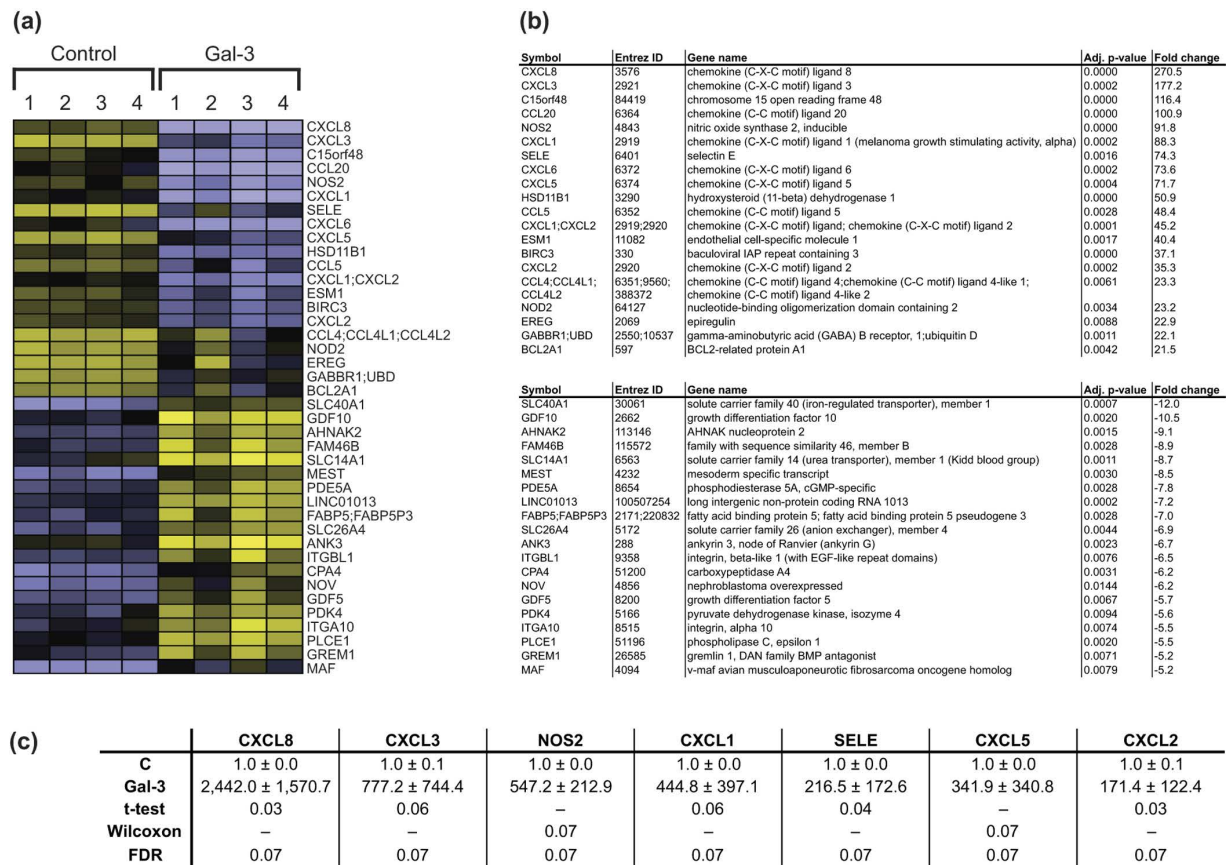 (a)
Control Gal-3
1 2 3 4 1 2 3 4
CXCL8
CXCL3
C15orf48
CCL20
NOS2
CXCL1
SELE
CXCL6
CXCL5
HSD11B1
CCL5
CXCL1;CXCL2
ESM1
BIRC3
CXCL2
CCL4;CCL4L1;CCL4L2
NOD2
EREG
GABBR1;UBD
BCL2A1
SLC40A1
GDF10
AHNAK2
FAM46B
SLC14A1
MEST
PDE5A
LINC01013
FABP5;FABP5P3
SLC26A4
ANK3
ITGBL1
CPA4
NOV
GDF5
PDK4
ITGA10
PLCE1
GREM1
MAF
(b)
Symbol Entrez ID Gene name Adj. p-value Fold change
CXCL8 3576 chemokine (C-X-C motif) ligand 8 0.0000 270.5
CXCL3 2921 chemokine (C-X-C motif) ligand 3 0.0002 177.2
C15orf48 84419 chromosome 15 open reading frame 48 0.0000 116.4
CCL20 6364 chemokine (C-C motif) ligand 20 0.0000 100.9
NOS2 4843 nitric oxide synthase 2, inducible 0.0000 91.8
CXCL1 2919 chemokine (C-X-C motif) ligand 1 (melanoma growth stimulating activity, alpha) 0.0002 88.3
SELE 6401 selectin E 0.0016 74.3
CXCL6 6372 chemokine (C-X-C motif) ligand 6 0.0002 73.6
CXCL5 6374 chemokine (C-X-C motif) ligand 5 0.0004 71.7
HSD11B1 3290 hydroxysteroid (11-beta) dehydrogenase 1 0.0000 50.9
CCL5 6352 chemokine (C-C motif) ligand 5 0.0028 48.4
CXCL1;CXCL2 2919;2920 chemokine (C-X-C motif) ligand; chemokine (C-X-C motif) ligand 2 0.0001 45.2
ESM1 11082 endothelial cell-specific molecule 1 0.0017 40.4
BIRC3 330 baculoviral IAP repeat containing 3 0.0000 37.1
CXCL2 2920 chemokine (C-X-C motif) ligand 2 0.0002 35.3
CCL4;CCL4L1; 6351;9560; chemokine (C-C motif) ligand 4;chemokine (C-C motif) ligand 4-like 1; 0.0061 23.3
CCL4L2 388372 chemokine (C-C motif) ligand 4-like 2
NOD2 64127 nucleotide-binding oligomerization domain containing 2 0.0034 23.2
EREG 2069 epiregulin 0.0088 22.9
GABBR1;UBD 2550;10537 gamma-aminobutyric acid (GABA) B receptor, 1;ubiquitin D 0.0011 22.1
BCL2A1 597 BCL2-related protein A1 0.0042 21.5
Symbol Entrez ID Gene name Adj. p-value Fold change
SLC40A1 30061 solute carrier family 40 (iron-regulated transporter), member 1 0.0007 -12.0
GDF10 2662 growth differentiation factor 10 0.0020 -10.5
AHNAK2 113146 AHNAK nucleoprotein 2 0.0015 -9.1
FAM46B 115572 family with sequence similarity 46, member B 0.0028 -8.9
SLC14A1 6563 solute carrier family 14 (urea transporter), member 1 (Kidd blood group) 0.0011 -8.7
MEST 4232 mesoderm specific transcript 0.0030 -8.5
PDE5A 8654 phosphodiesterase 5A, cGMP-specific 0.0028 -7.8
LINC01013 100507254 long intergenic non-protein coding RNA 1013 0.0002 -7.2
FABP5;FABP5P3 2171;220832 fatty acid binding protein 5; fatty acid binding protein 5 pseudogene 3 0.0028 -7.0
SLC26A4 5172 solute carrier family 26 (anion exchanger), member 4 0.0044 -6.9
ANK3 288 ankyrin 3, node of Ranvier (ankyrin G) 0.0023 -6.7
ITGBL1 9358 integrin, beta-like 1 (with EGF-like repeat domains) 0.0076 -6.5
CPA4 51200 carboxypeptidase A4 0.0031 -6.2
NOV 4856 nephroblastoma overexpressed 0.0144 -6.2
GDF5 8200 growth differentiation factor 5 0.0067 -5.7
PDK4 5166 pyruvate dehydrogenase kinase, isozyme 4 0.0094 -5.6
ITGA10 8515 integrin, alpha 10 0.0074 -5.5
PLCE1 51196 phospholipase C, epsilon 1 0.0020 -5.5
GREM1 26585 gremlin 1, DAN family BMP antagonist 0.0071 -5.2
MAF 4094 v-maf avian musculoaponeurotic fibrosarcoma oncogene homolog 0.0079 -5.2
(c)
CXCL8 CXCL3 NOS2 CXCL1 SELE CXCL5 CXCL2
C 1.0 ± 0.0 1.0 ± 0.1 1.0 ± 0.0 1.0 ± 0.0 1.0 ± 0.0 1.0 ± 0.0 1.0 ± 0.1
Gal-3 2,442.0 ± 1,570.7 777.2 ± 744.4 547.2 ± 212.9 444.8 ± 397.1 216.5 ± 172.6 341.9 ± 340.8 171.4 ± 122.4
t-test 0.03 0.06 – 0.06 0.04 – 0.03
Wilcoxon – – 0.07 – – 0.07 –
FDR 0.07 0.07 0.07 0.07 0.07 0.07 0.07